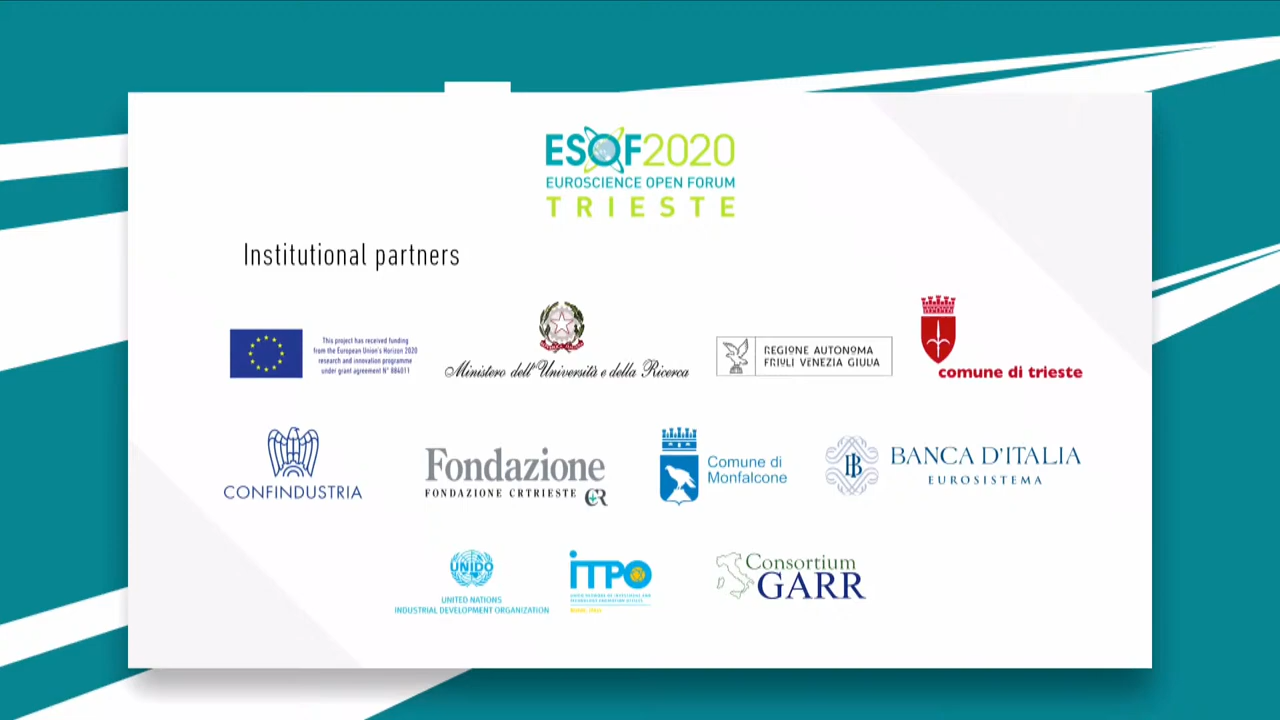 ESOF2020
EUROSCIENCE OPEN FORUM
TRIESTE
Institutional partners
This project has received funding
from the European Union's Horizon 2020
research and innovation programme
under grant agreement N° 884011
Ministero dell'Università e della Ricerca
REGIONE AUTONOMA
FRIULI VENEZIA GIULIA
comune di trieste
CONFINDUSTRIA
Fondazione
FONDAZIONE CRTRIESTE
Comune di
Monfalcone
BANCA D'ITALIA
EUROSISTEMA
UNIDO
UNITED NATIONS
INDUSTRIAL DEVELOPMENT ORGANIZATION
iTPO
Consortium
GARR